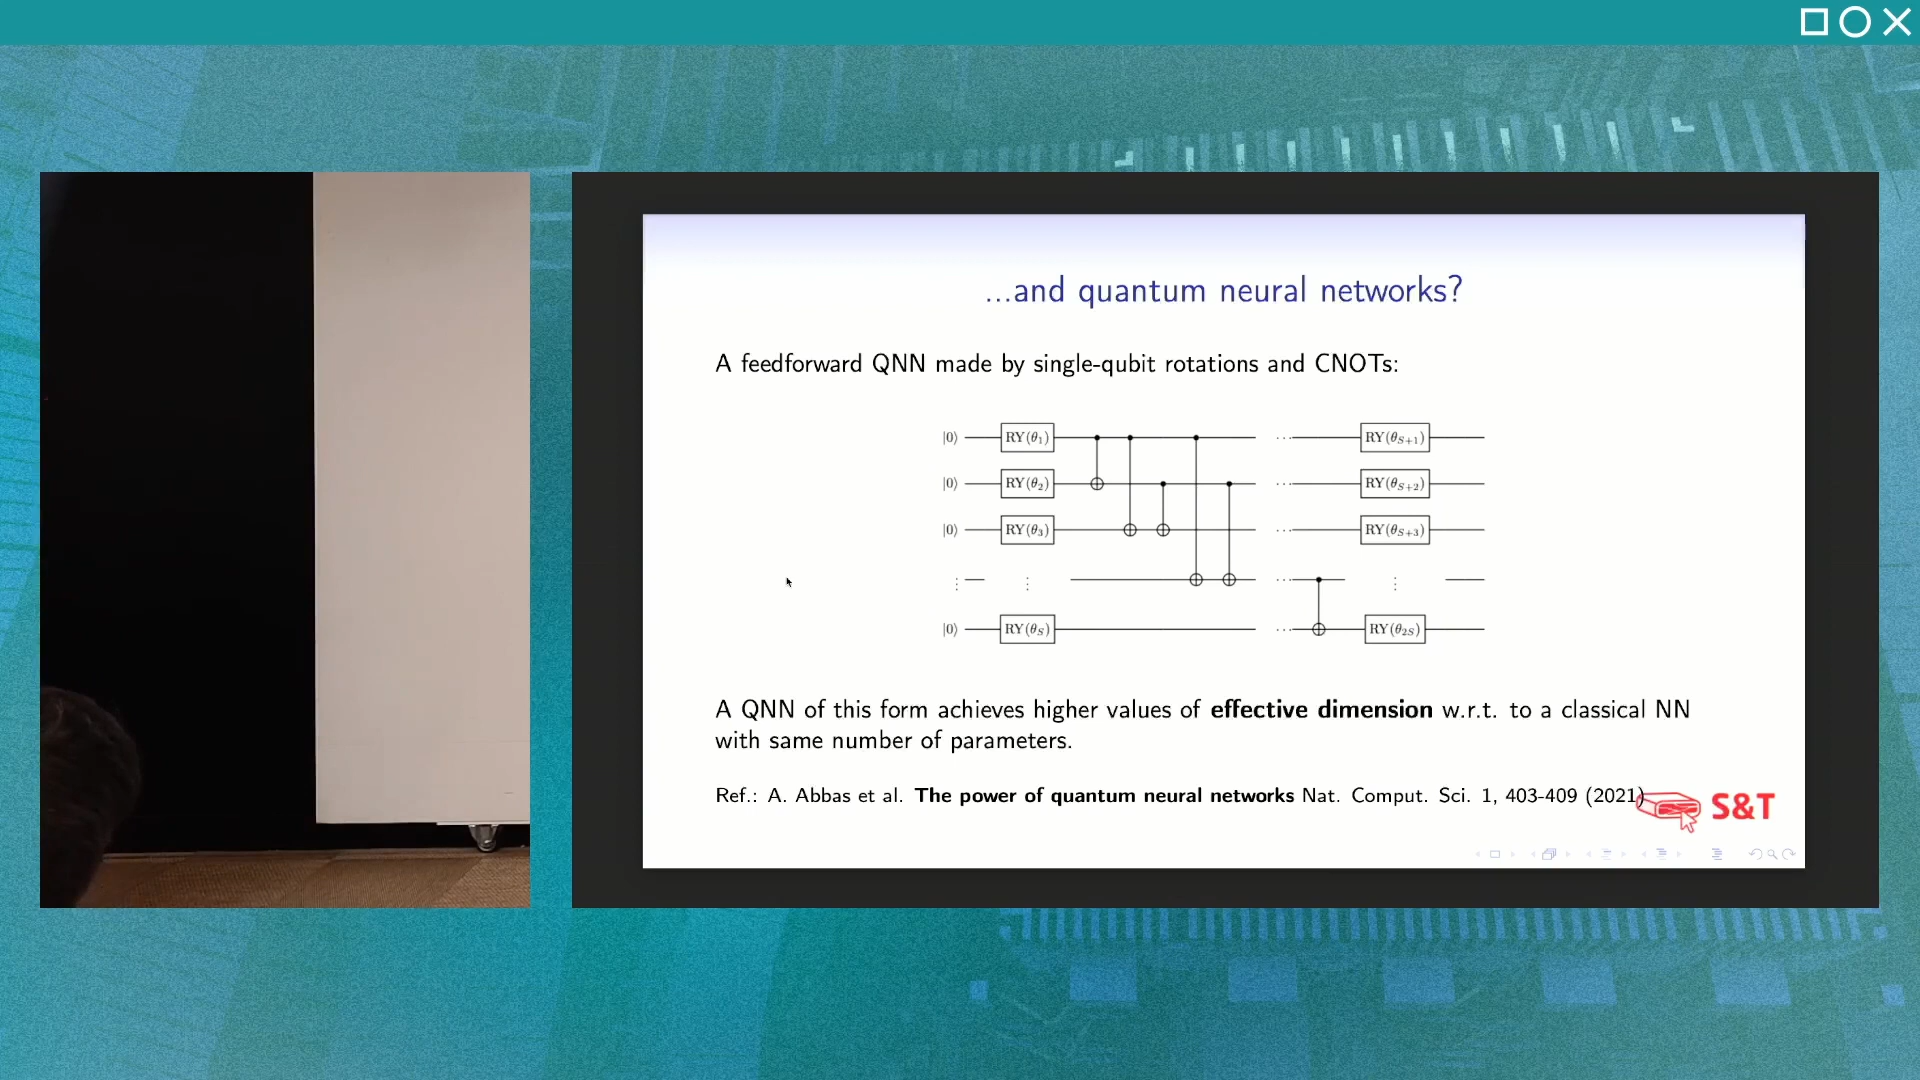 ...and quantum neural networks?
A feedforward QNN made by single-qubit rotations and CNOTs:
|0⟩ RY(θ₁) ... RY(θ_{S+1})
|0⟩ RY(θ₂) ... RY(θ_{S+2})
|0⟩ RY(θ₃) ... RY(θ_{S+3})
⋮ ⋮ ... ⋮
|0⟩ RY(θ_S) ... RY(θ_{2S})
A QNN of this form achieves higher values of effective dimension w.r.t. to a classical NN
with same number of parameters.
Ref.: A. Abbas et al. The power of quantum neural networks Nat. Comput. Sci. 1, 403-409 (2021)
S&T